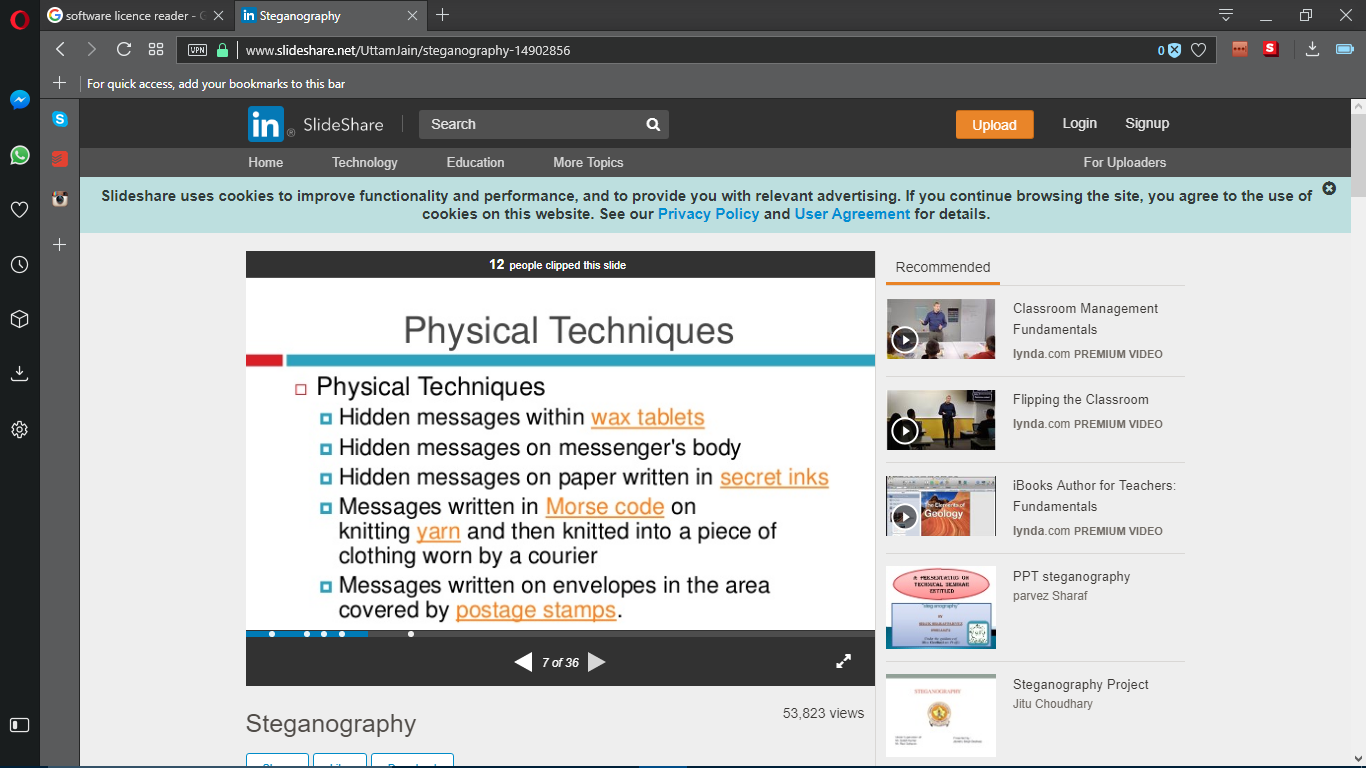 software licence reader - G
Steganography
VPN
www.slideshare.net/UttamJain/steganography-14902856
0
For quick access, add your bookmarks to this bar
in® SlideShare
Search
Upload
Login
Signup
Home
Technology
Education
More Topics
For Uploaders
Slideshare uses cookies to improve functionality and performance, and to provide you with relevant advertising. If you continue browsing the site, you agree to the use of
cookies on this website. See our Privacy Policy and User Agreement for details.
12 people clipped this slide
Physical Techniques
Physical Techniques
Hidden messages within wax tablets
Hidden messages on messenger's body
Hidden messages on paper written in secret inks
Messages written in Morse code on
knitting yarn and then knitted into a piece of
clothing worn by a courier
Messages written on envelopes in the area
covered by postage stamps.
7 of 36
Steganography
53,823 views
Recommended
Classroom Management
Fundamentals
lynda.com PREMIUM VIDEO
Flipping the Classroom
lynda.com PREMIUM VIDEO
The Elements of
Geology
iBooks Author for Teachers:
Fundamentals
lynda.com PREMIUM VIDEO
PPT steganography
parvez Sharaf
STEGANOGRAPHY
Steganography Project
Jitu Choudhary